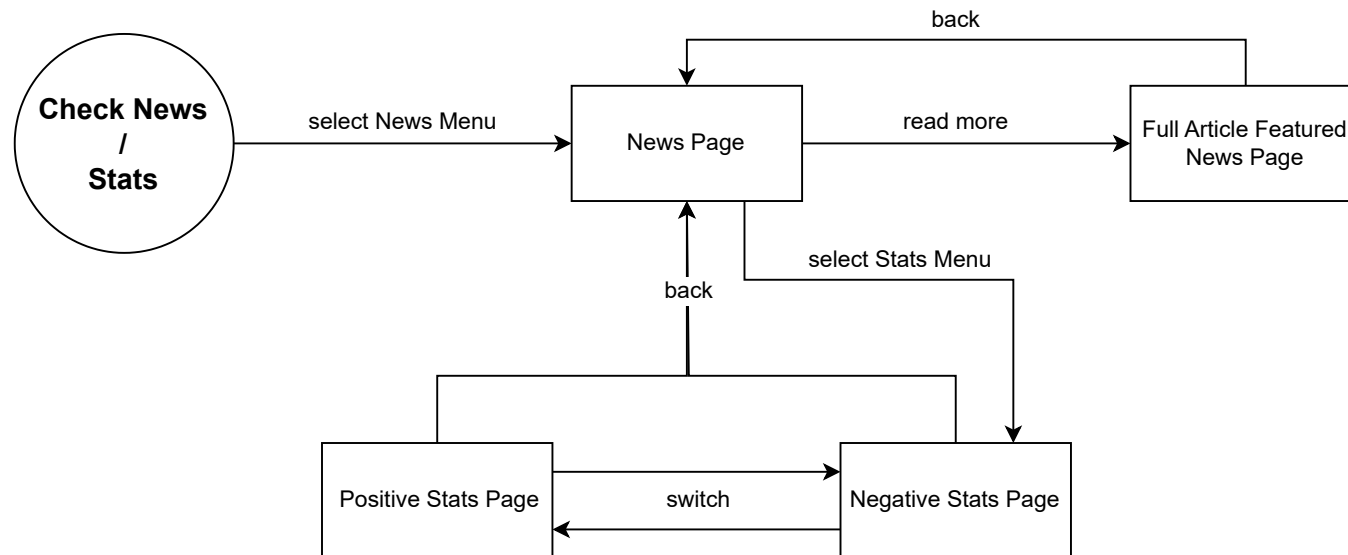 back
Check News
/
Stats
select News Menu
News Page
read more
Full Article Featured
News Page
select Stats Menu
back
Positive Stats Page
switch
Negative Stats Page